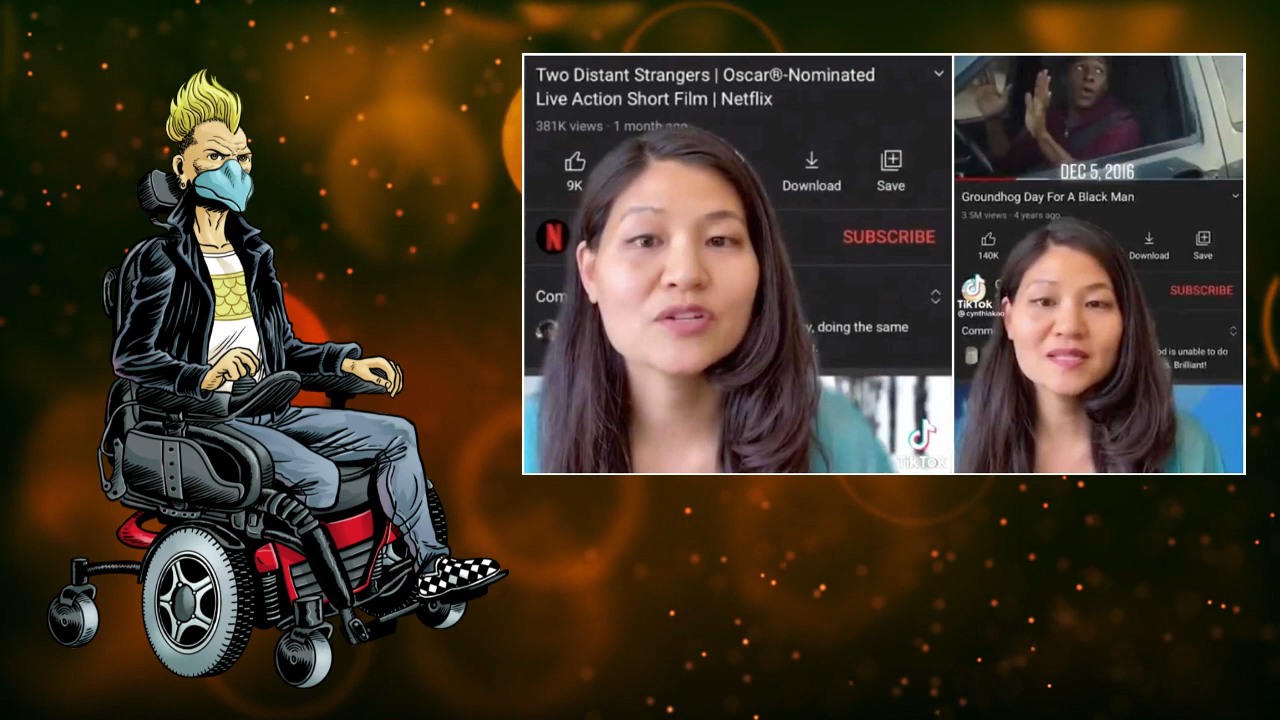 Two Distant Strangers | Oscar®-Nominated
Live Action Short Film | Netflix
381K views · 1 month ago
9K
Download
Save
N
SUBSCRIBE
Com
y, doing the same
TikTok
DEC 5, 2016
Groundhog Day For A Black Man
3.5M views · 4 years ago
140K
Download
Save
SUBSCRIBE
TikTok
@cynthiakao
Comm
od is unable to do
s. Brilliant!